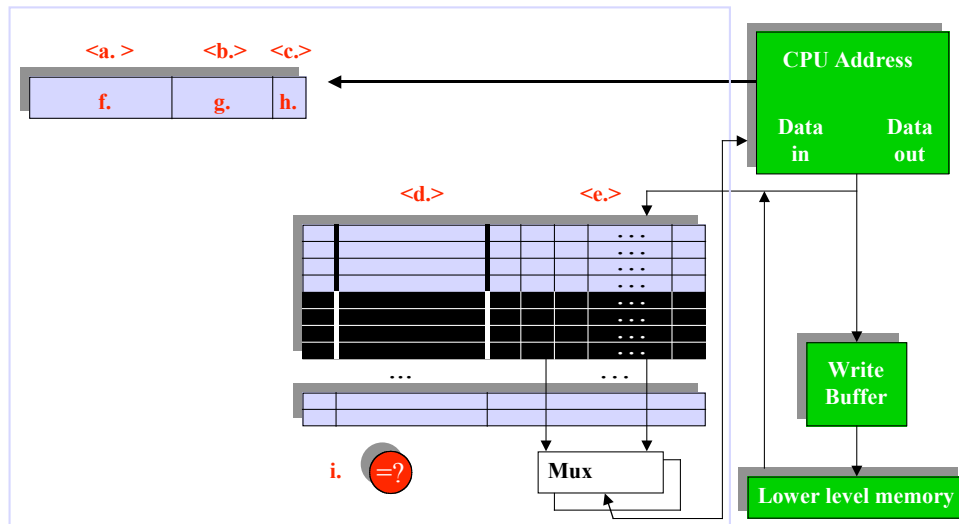 <a. >
<b.>
<c.>
f.
g.
h.
CPU Address
Data in
Data out
<d.>
<e.>
. . .
. . .
. . .
. . .
. . .
. . .
. . .
. . .
...
. . .
Write
Buffer
i.
=?
Mux
Lower level memory